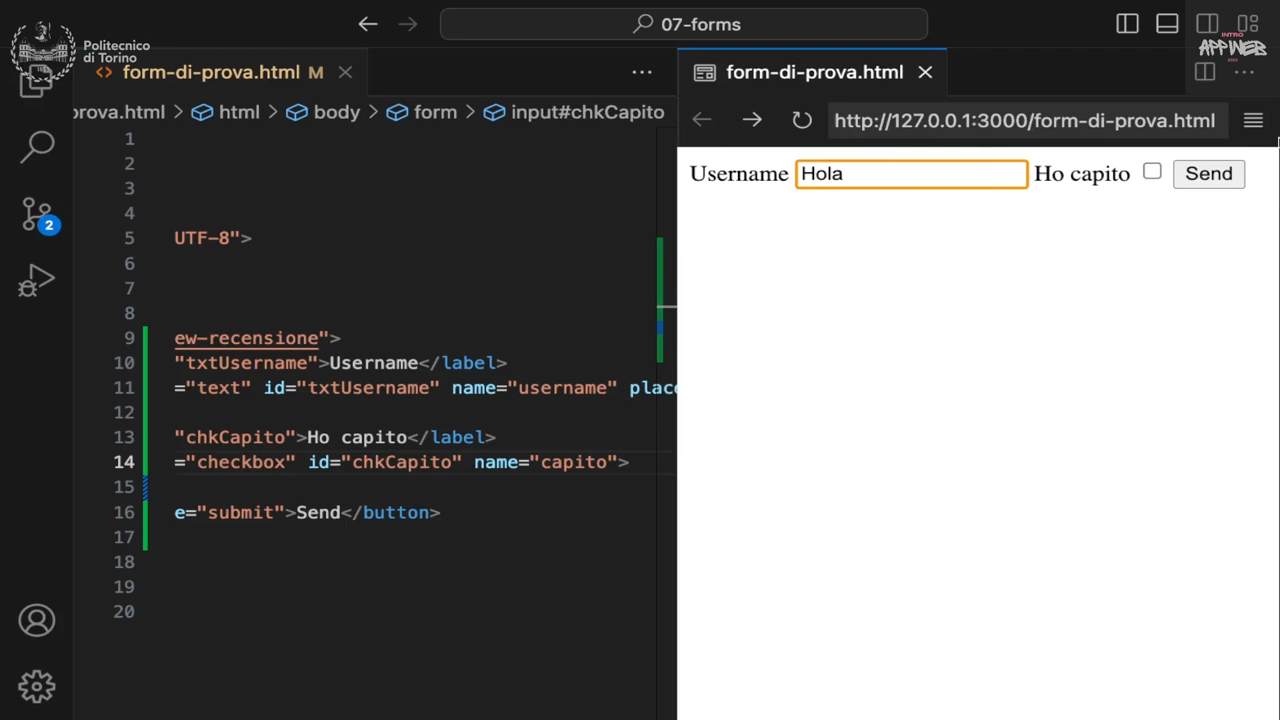 07-forms
Politecnico
di Torino
INTRO
APPIWEB
2023
form-di-prova.html M
form-di-prova.html
prova.html > html > body > form > input#chkCapito
http://127.0.0.1:3000/form-di-prova.html
1
2
3
4
5 UTF-8">
6
7
8
9 ew-recensione">
10 "txtUsername">Username</label>
11 ="text" id="txtUsername" name="username" plac
12
13 "chkCapito">Ho capito</label>
14 ="checkbox" id="chkCapito" name="capito">
15
16 e="submit">Send</button>
17
18
19
20
2
Username Hola Ho capito Send